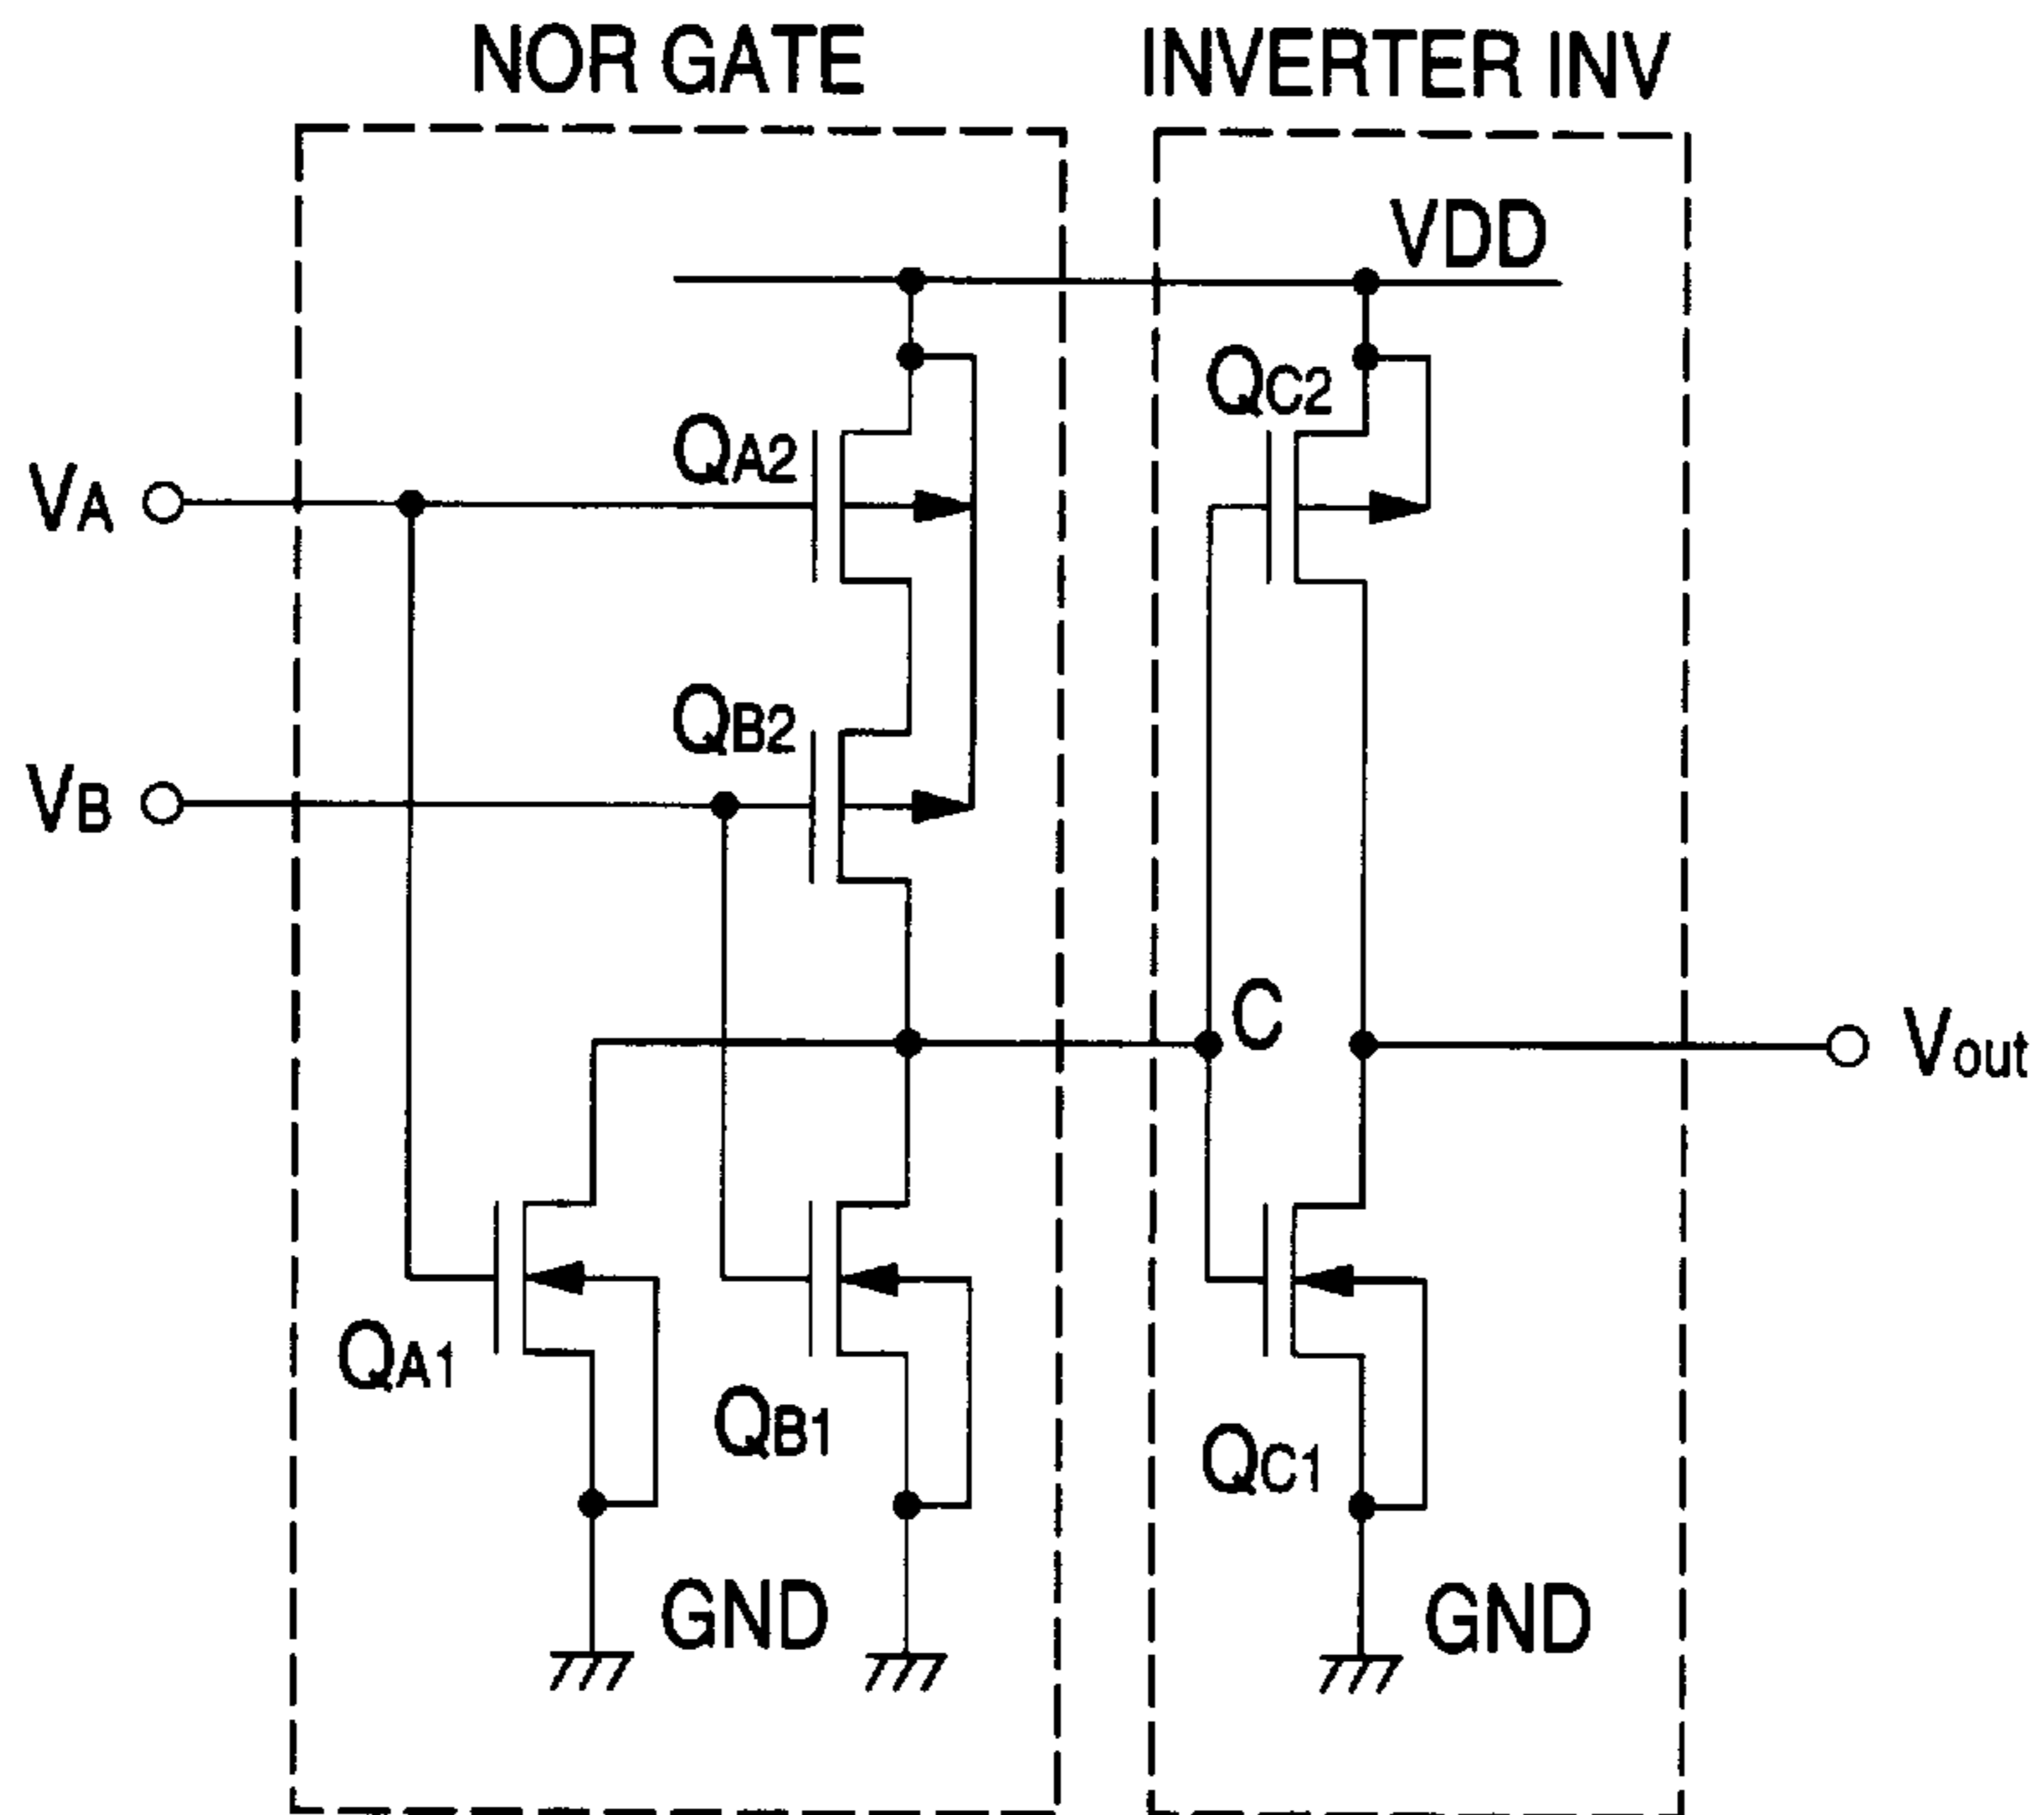 NOR GATE
INVERTER INV
VDD
QC2
QA2
VA
QB2
VB
C
Vout
QA1
QB1
QC1
GND
GND